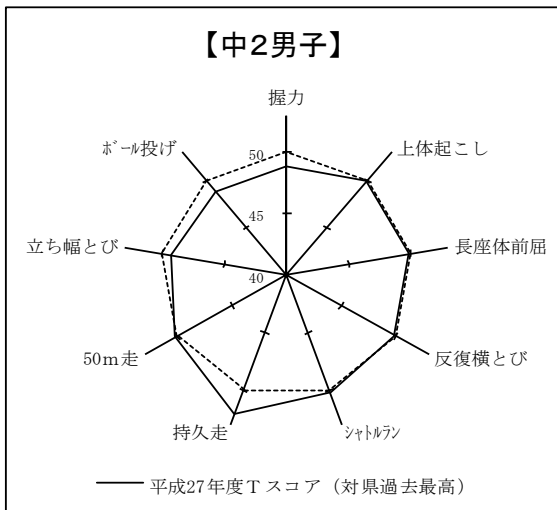 【中2男子】
握力
ﾎﾞｰﾙ投げ
50
上体起こし
45
立ち幅とび
長座体前屈
40
50m走
反復横とび
持久走
ｼｬﾄﾙﾗﾝ
平成27年度Tスコア（対県過去最高）